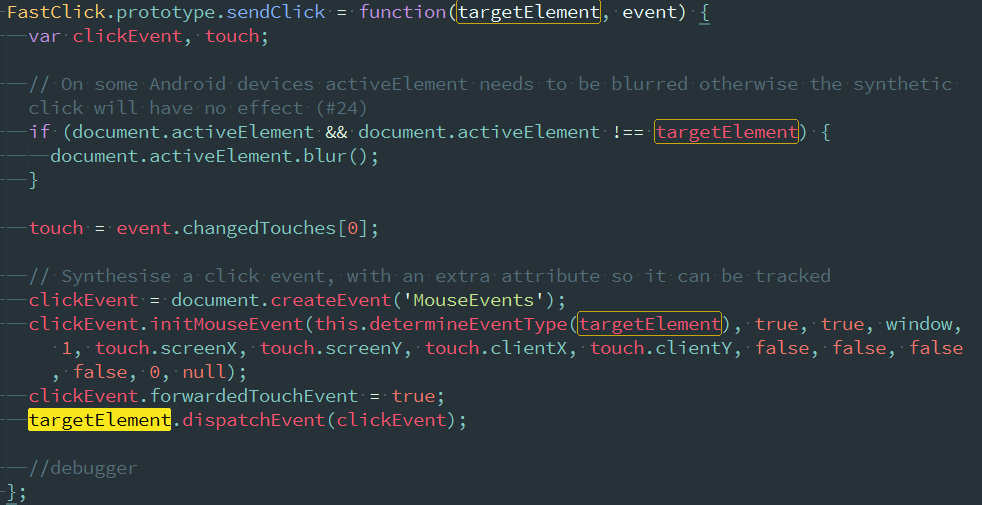 FastClick.prototype.sendClick = function(targetElement, event) {
var clickEvent, touch;
// On some Android devices activeElement needs to be blurred otherwise the synthetic
click will have no effect (#24)
if (document.activeElement && document.activeElement !== targetElement) {
document.activeElement.blur();
}
touch = event.changedTouches[0];
// Synthesise a click event, with an extra attribute so it can be tracked
clickEvent = document.createEvent('MouseEvents');
clickEvent.initMouseEvent(this.determineEventType(targetElement), true, true, window,
1, touch.screenX, touch.screenY, touch.clientX, touch.clientY, false, false, false
, false, 0, null);
clickEvent.forwardedTouchEvent = true;
targetElement.dispatchEvent(clickEvent);
//debugger
};